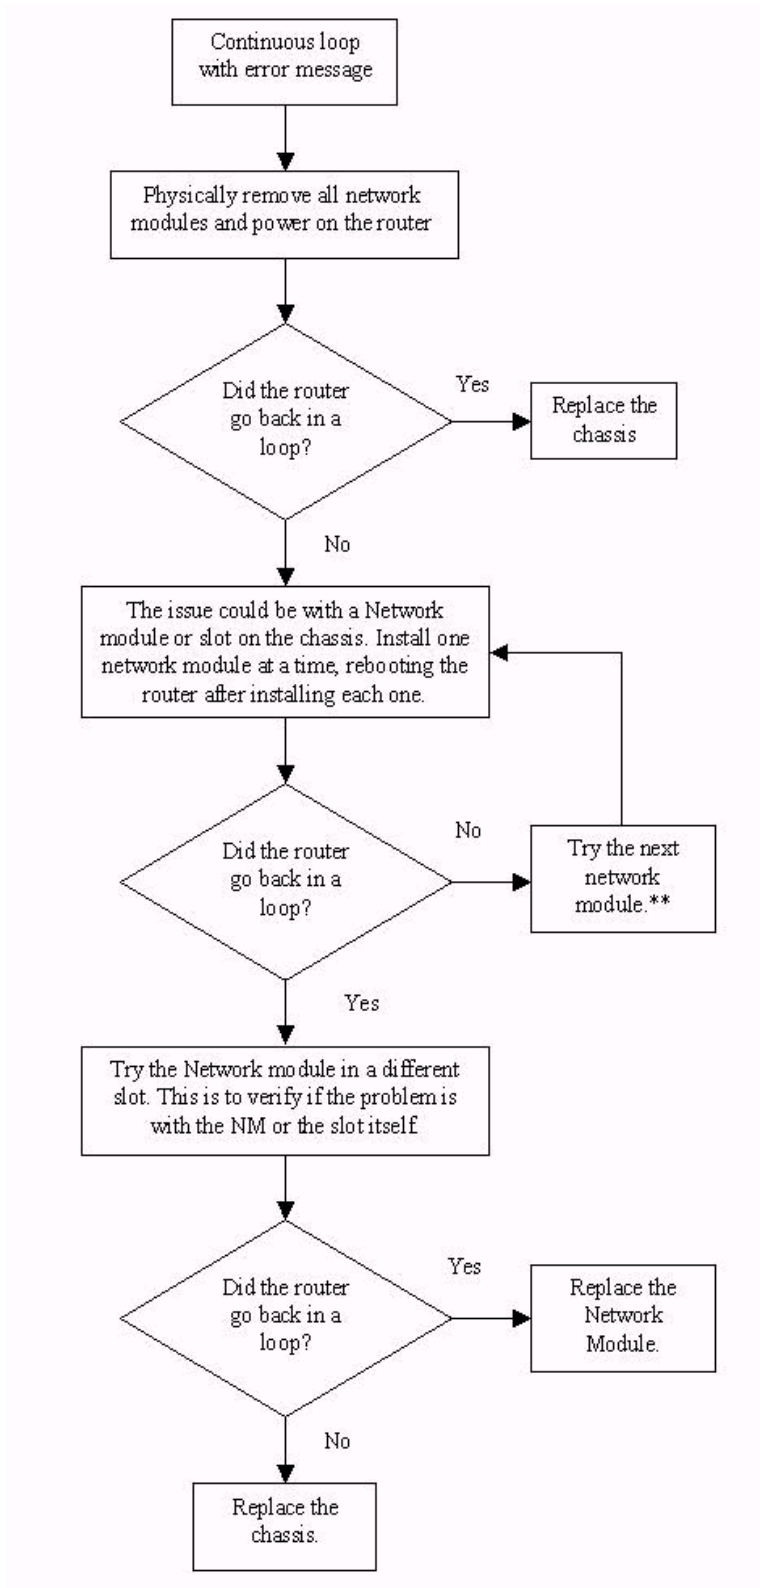 Continuous loop
with error message
Physically remove all network
modules and power on the router
Did the router
go back in a
loop?
Yes
Replace the
chassis
No
The issue could be with a Network
module or slot on the chassis. Install one
network module at a time, rebooting the
router after installing each one.
Did the router
go back in a
loop?
No
Try the next
network
module.**
Yes
Try the Network module in a different
slot. This is to verify if the problem is
with the NM or the slot itself
Did the router
go back in a
loop?
Yes
Replace the
Network
Module.
No
Replace the
chassis.